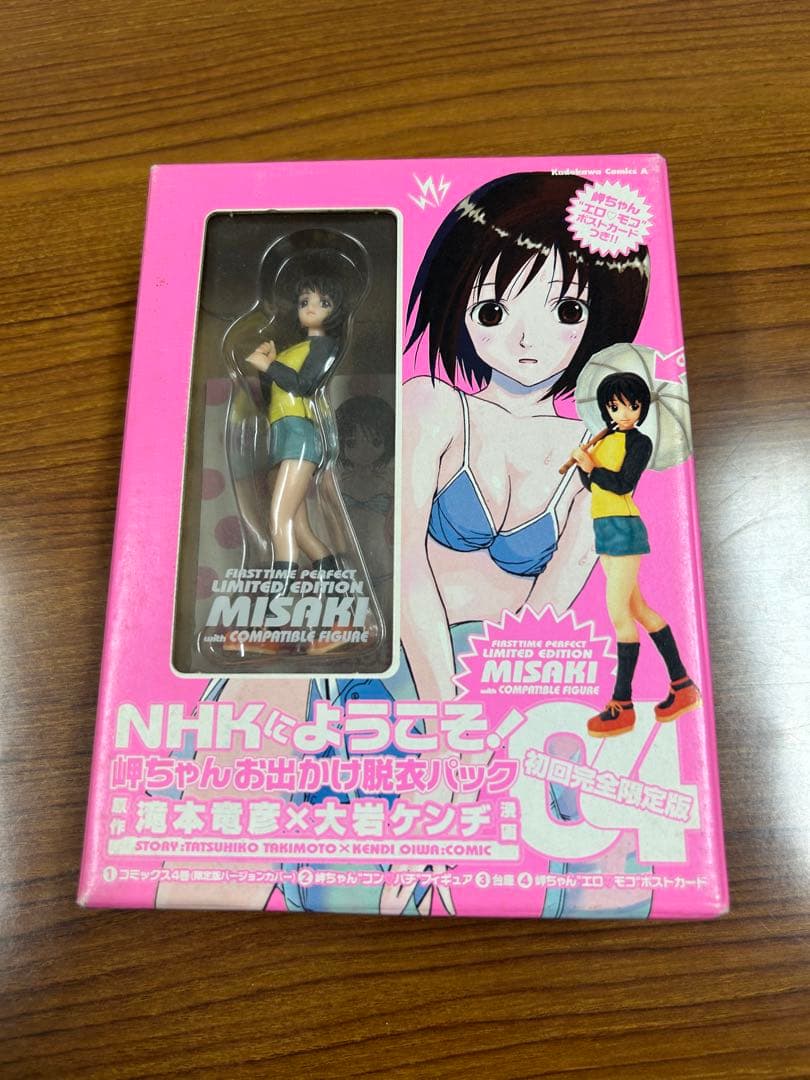 Kadokawa Comics A
岬ちゃん
"エロ♡モコ"
ポストカード
つき!!
FIRST TIME PERFECT
LIMITED EDITION
MISAKI
with COMPATIBLE FIGURE
FIRST TIME PERFECT
LIMITED EDITION
MISAKI
with COMPATIBLE FIGURE
NHKにようこそ!
岬ちゃんお出かけ脱衣パック
04
初回完全限定版
原作 滝本竜彦×大岩ケンヂ 漫画
STORY:TATSUHIKO TAKIMOTO×KENDI OIWA:COMIC
①コミックス4巻(限定版バージョンカバー)②岬ちゃん"コン♡パチ"フィギュア③台座④岬ちゃん"エロ♡モコ"ポストカード